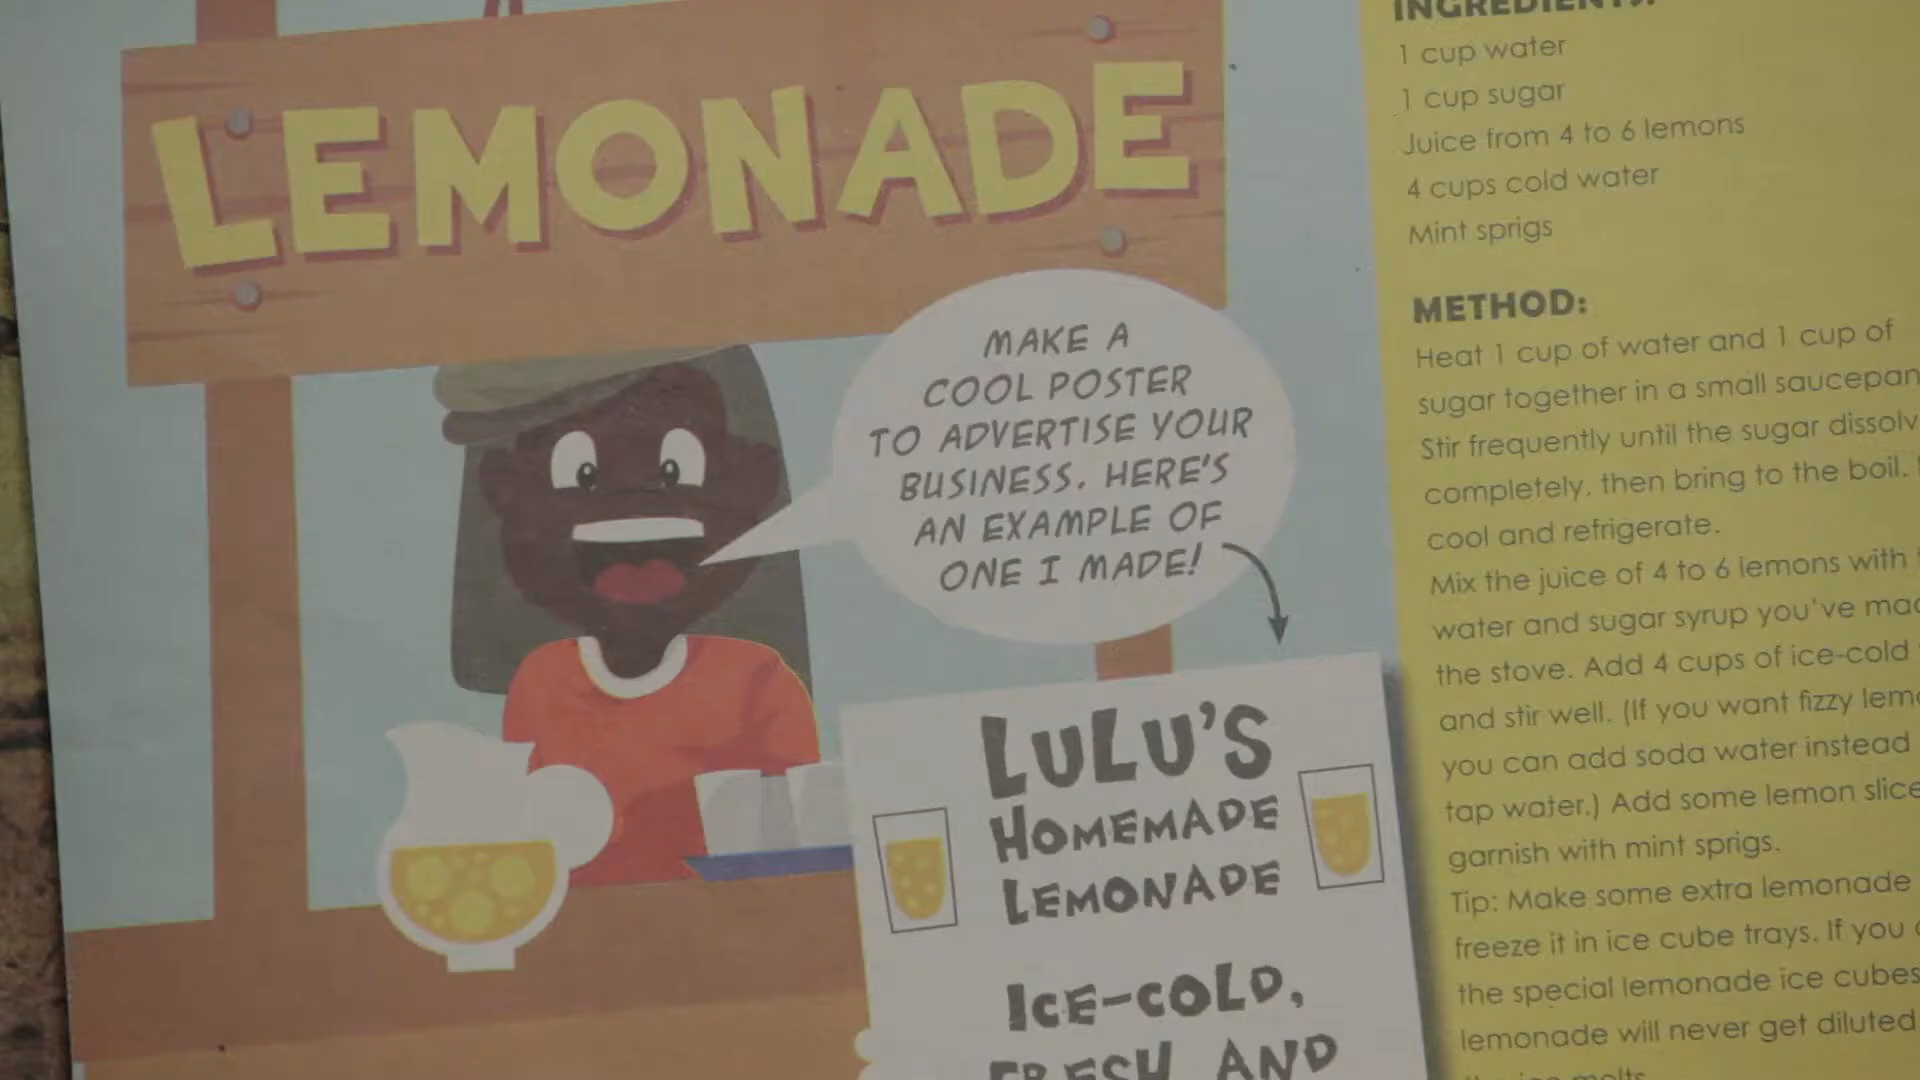 LEMONADE
MAKE A
COOL POSTER
TO ADVERTISE YOUR
BUSINESS. HERE'S
AN EXAMPLE OF
ONE I MADE!
LULU'S
HOMEMADE
LEMONADE
ICE-COLD,
FRESH AND
INGREDIENTS:
1 cup water
1 cup sugar
Juice from 4 to 6 lemons
4 cups cold water
Mint sprigs
METHOD:
Heat 1 cup of water and 1 cup of
sugar together in a small saucepan
Stir frequently until the sugar dissolv
completely, then bring to the boil.
cool and refrigerate.
Mix the juice of 4 to 6 lemons with
water and sugar syrup you've mad
the stove. Add 4 cups of ice-cold
and stir well. (If you want fizzy lem
you can add soda water instead
tap water.) Add some lemon slice
garnish with mint sprigs.
Tip: Make some extra lemonade
freeze it in ice cube trays. If you
the special lemonade ice cubes
lemonade will never get diluted
melts